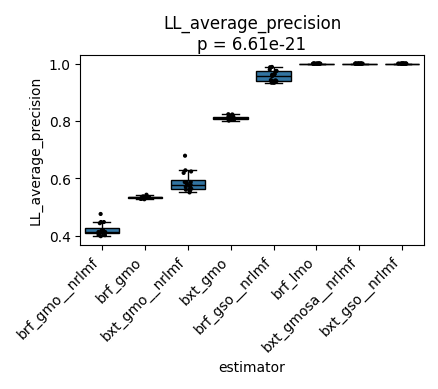 LL_average_precision
p = 6.61e-21
LL_average_precision
1.0
0.8
0.6
0.4
brf_gmo__nrlmf
brf_gmo
bxt_gmo__nrlmf
bxt_gmo
brf_gso__nrlmf
brf_lmo
bxt_gmosa__nrlmf
bxt_gso__nrlmf
estimator